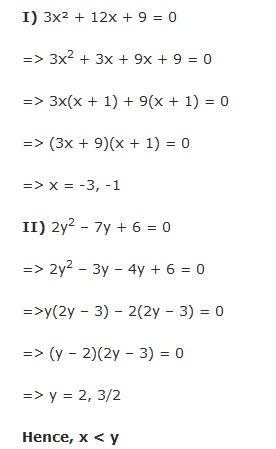 I) 3x² + 12x + 9 = 0
=> 3x² + 3x + 9x + 9 = 0
=> 3x(x + 1) + 9(x + 1) = 0
=> (3x + 9)(x + 1) = 0
=> x = -3, -1
II) 2y² – 7y + 6 = 0
=> 2y² – 3y – 4y + 6 = 0
=>y(2y – 3) – 2(2y – 3) = 0
=> (y – 2)(2y – 3) = 0
=> y = 2, 3/2
Hence, x < y